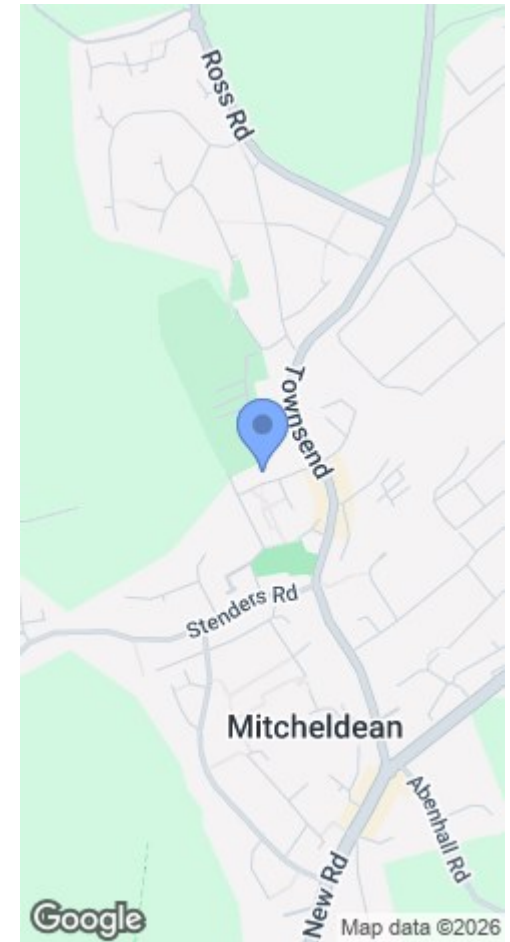 Ross Rd
Townsend
Stenders Rd
Mitcheldean
Abenhall Rd
New Rd
Google
Map data ©2026